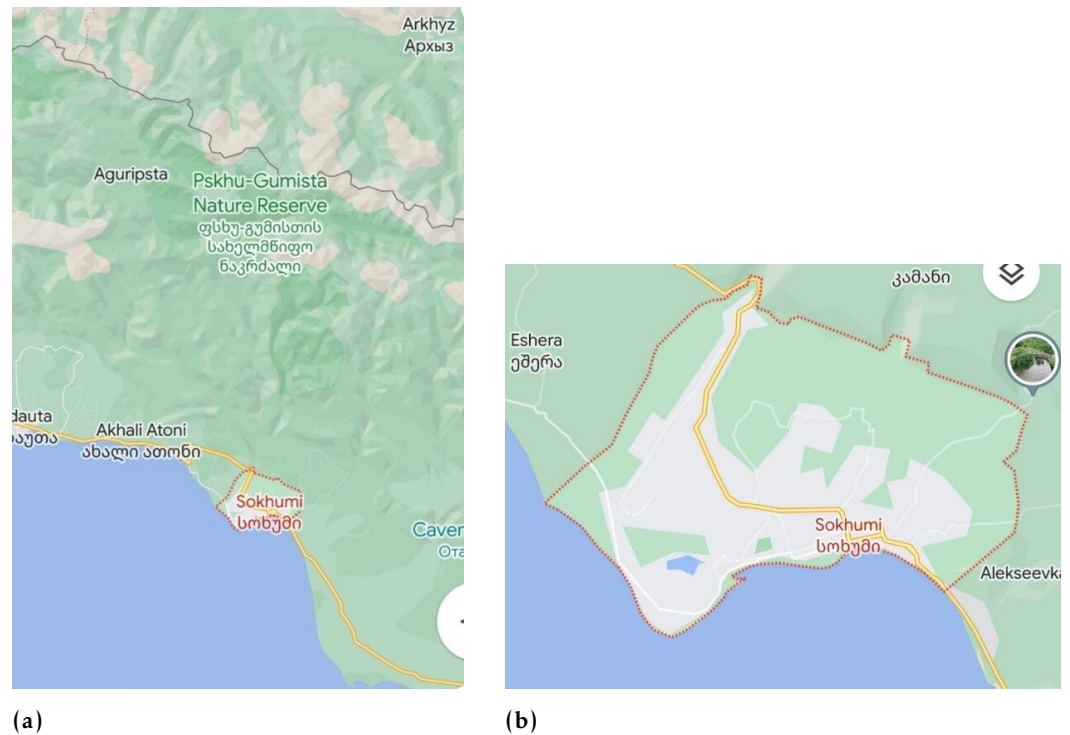 Arkhyz
Архыз
Aguripsta
Pskhu-Gumista
Nature Reserve
ფსხუ-გუმისთის
სახელმწიფო
ნაკრძალი
dauta
აუთა
Akhali Atoni
ახალი ათონი
Sokhumi
სოხუმი
Caver
Ота
(a)
კამანი
Eshera
ეშერა
Sokhumi
სოხუმი
Alekseevka
(b)